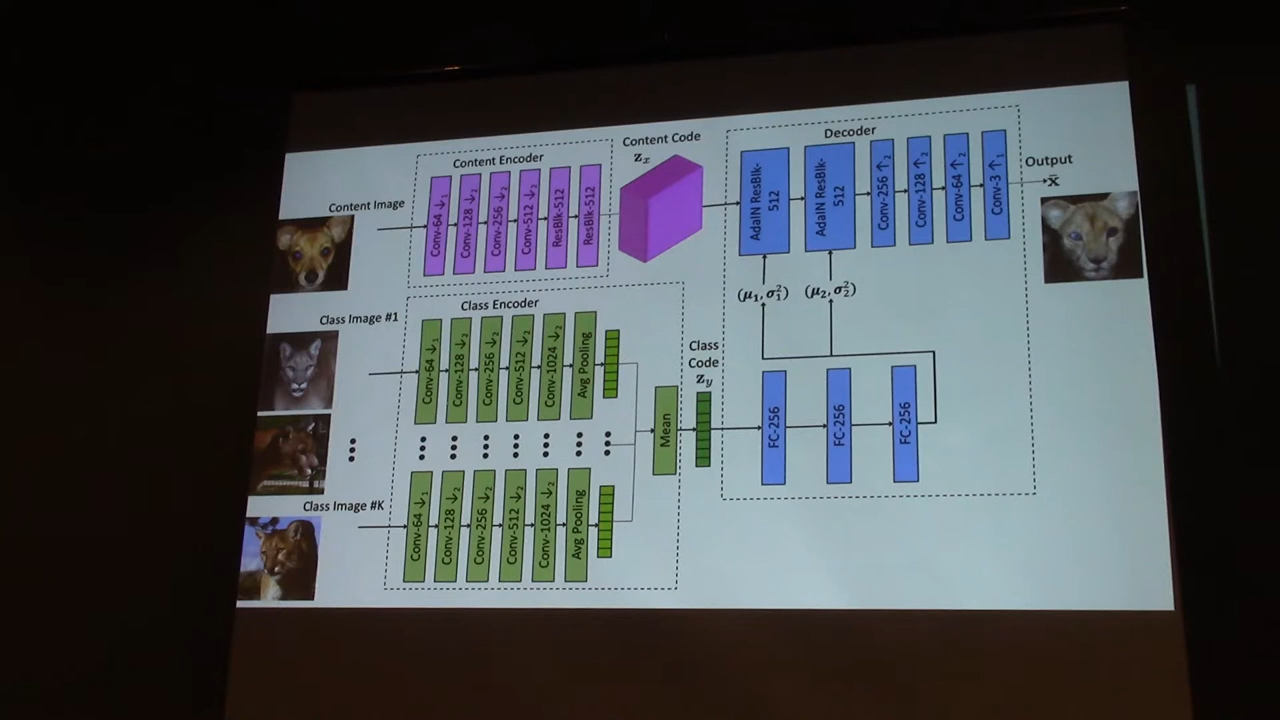 Content Image
Content Encoder
Conv-64 ↓1
Conv-128 ↓2
Conv-256 ↓2
Conv-512 ↓2
ResBlk-512
ResBlk-512
Content Code
z_x
Decoder
AdaIN ResBlk-
512
AdaIN ResBlk-
512
Conv-256 ↑2
Conv-128 ↑2
Conv-64 ↑2
Conv-3 ↑1
Output
x̄
(μ₁, σ₁²)
(μ₂, σ₂²)
Class Image #1
Class Encoder
Conv-64 ↓1
Conv-128 ↓2
Conv-256 ↓2
Conv-512 ↓2
Conv-1024 ↓2
Avg Pooling
Mean
Class
Code
z_y
FC-256
FC-256
FC-256
Class Image #K
Conv-64 ↓1
Conv-128 ↓2
Conv-256 ↓2
Conv-512 ↓2
Conv-1024 ↓2
Avg Pooling